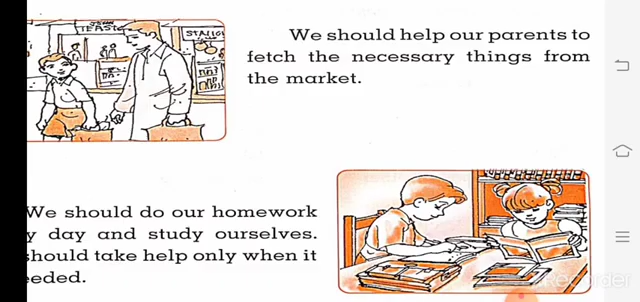 We should help our parents to
fetch the necessary things from
the market.
We should do our homework
y day and study ourselves.
should take help only when it
eeded.
Recorder